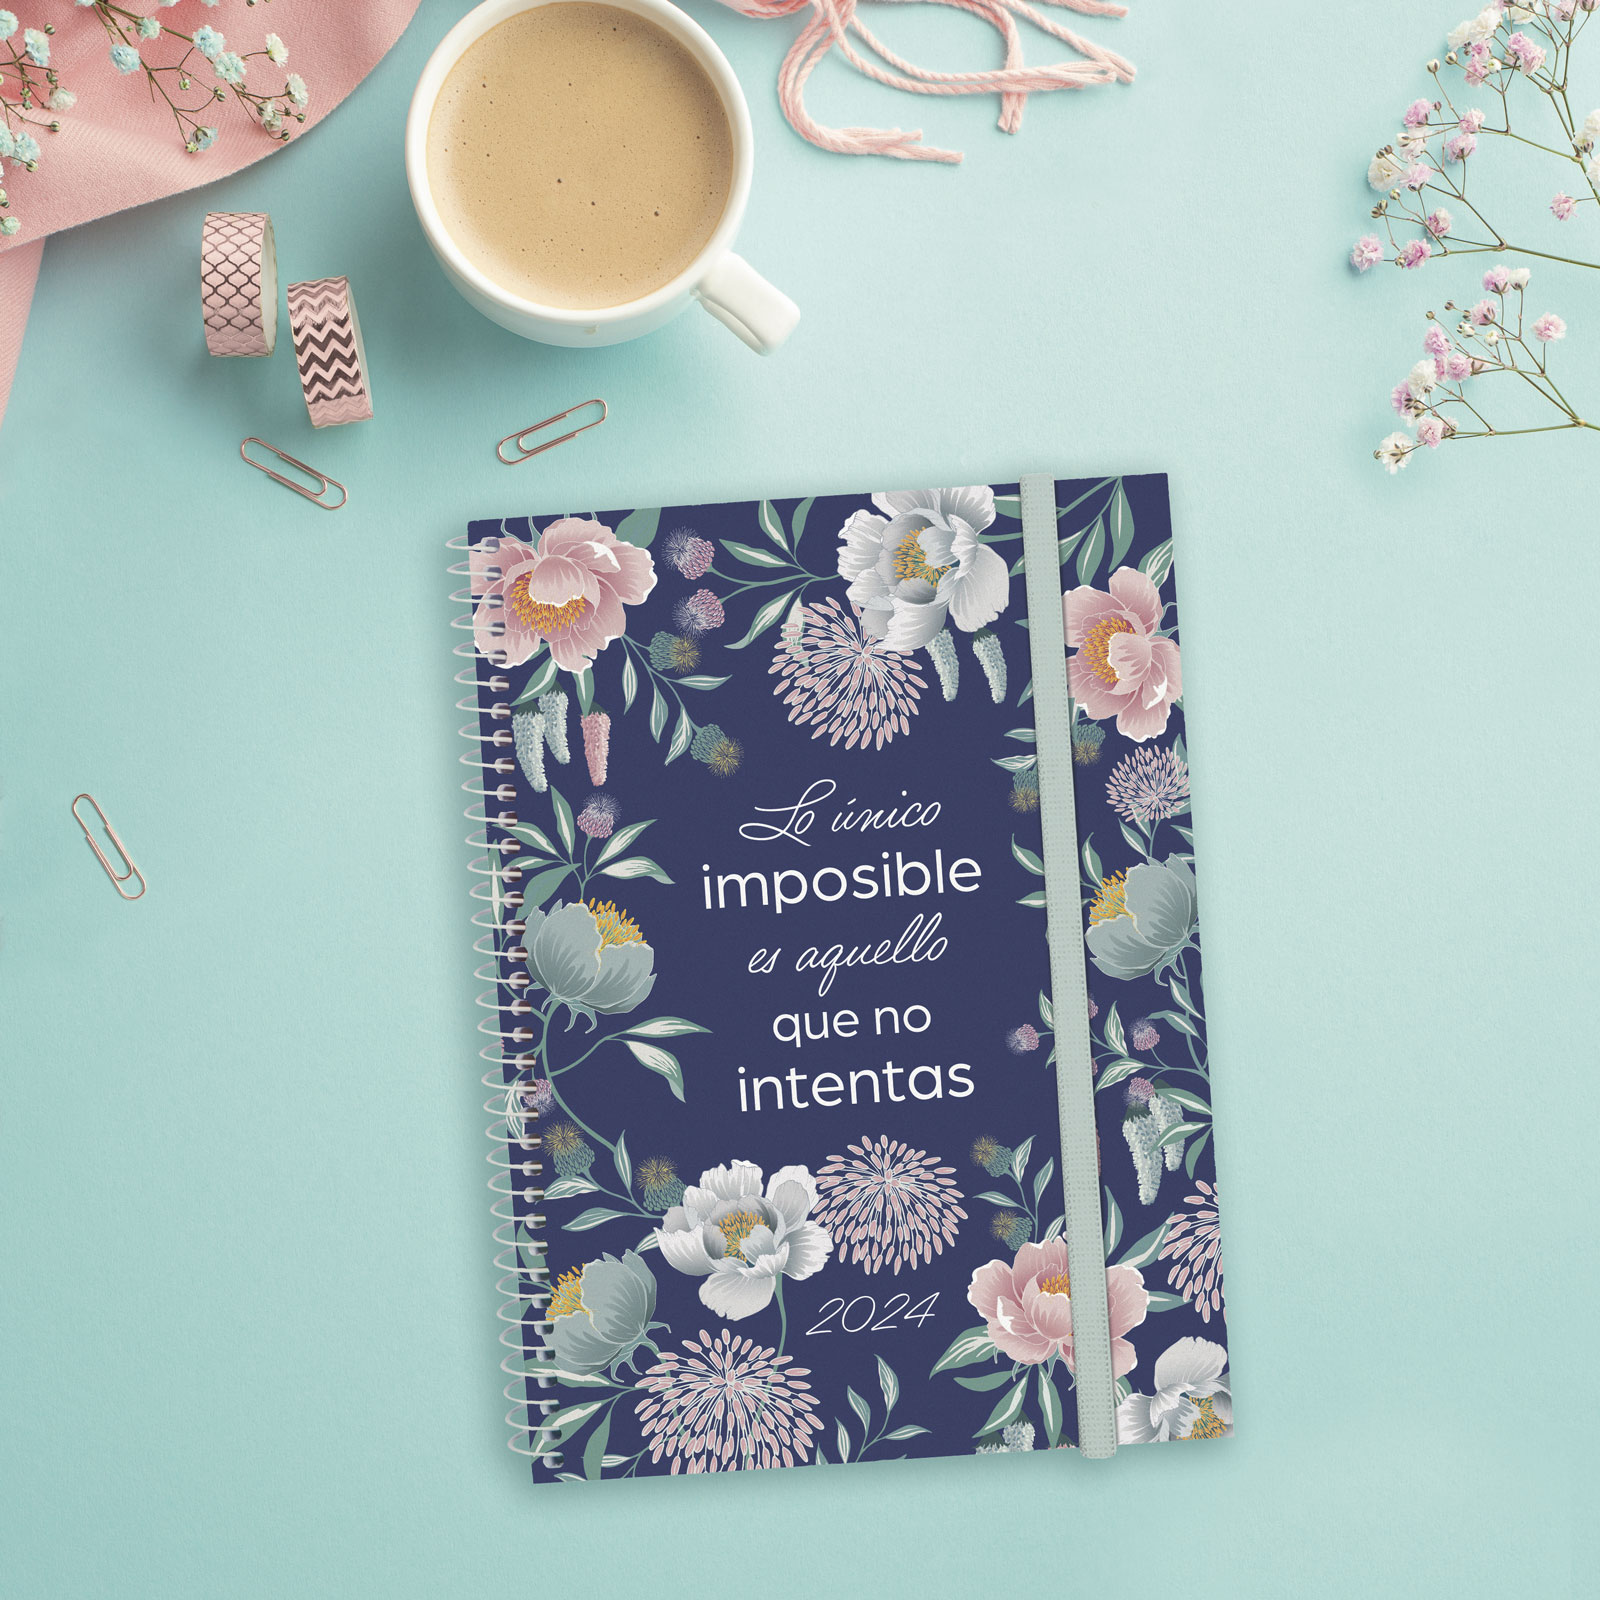 Lo único
imposible
es aquello
que no
intentas
2024